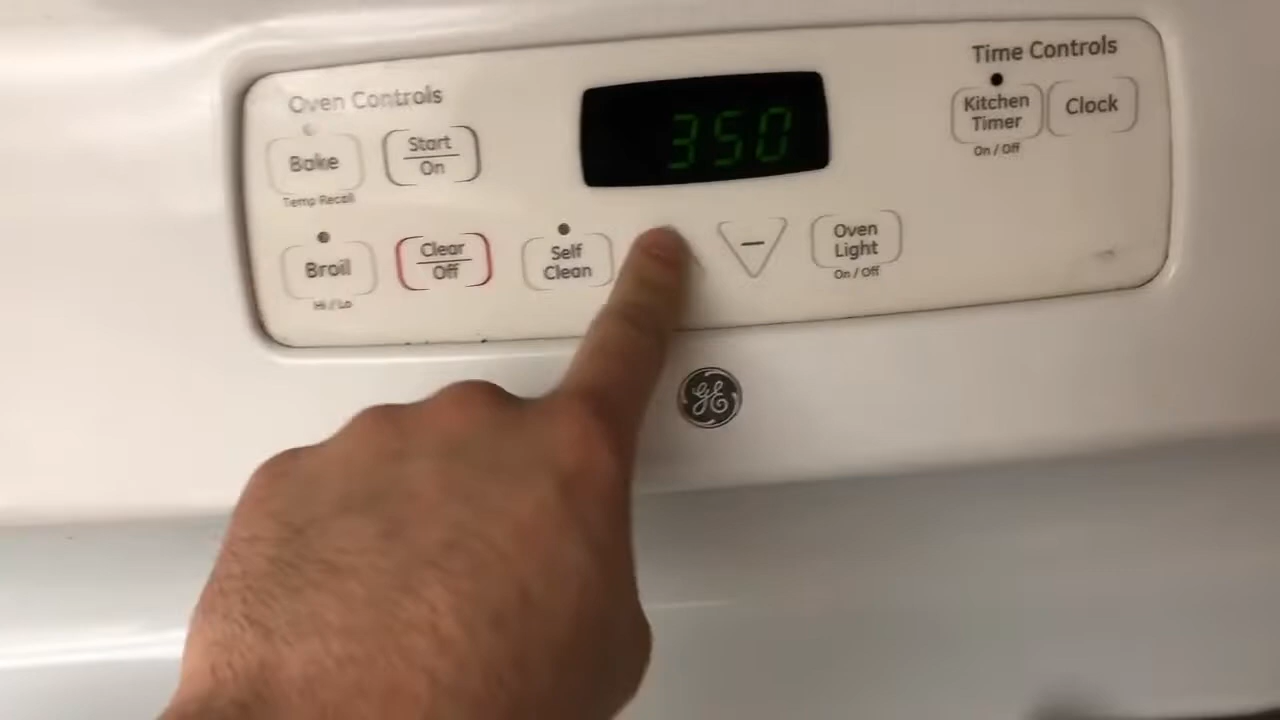 Oven Controls
Bake
Temp Recall
Start
On
Broil
Hi / Lo
Clear
Off
Self
Clean
350
−
Oven
Light
On / Off
Time Controls
Kitchen
Timer
On / Off
Clock
GE